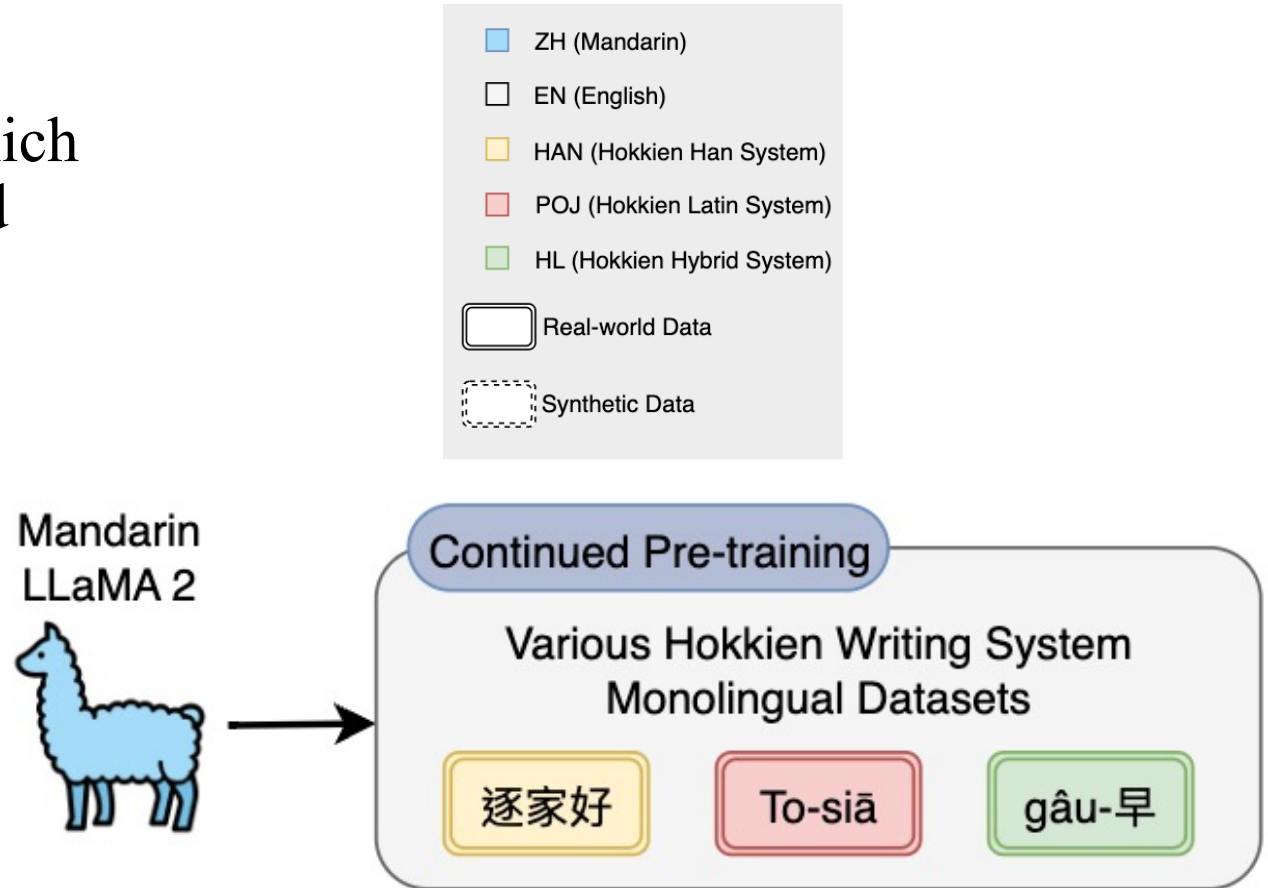 ich
ZH (Mandarin)
EN (English)
HAN (Hokkien Han System)
POJ (Hokkien Latin System)
HL (Hokkien Hybrid System)
Real-world Data
Synthetic Data
Mandarin
LLaMA 2
Continued Pre-training
Various Hokkien Writing System
Monolingual Datasets
逐家好
To-siā
gâu-早